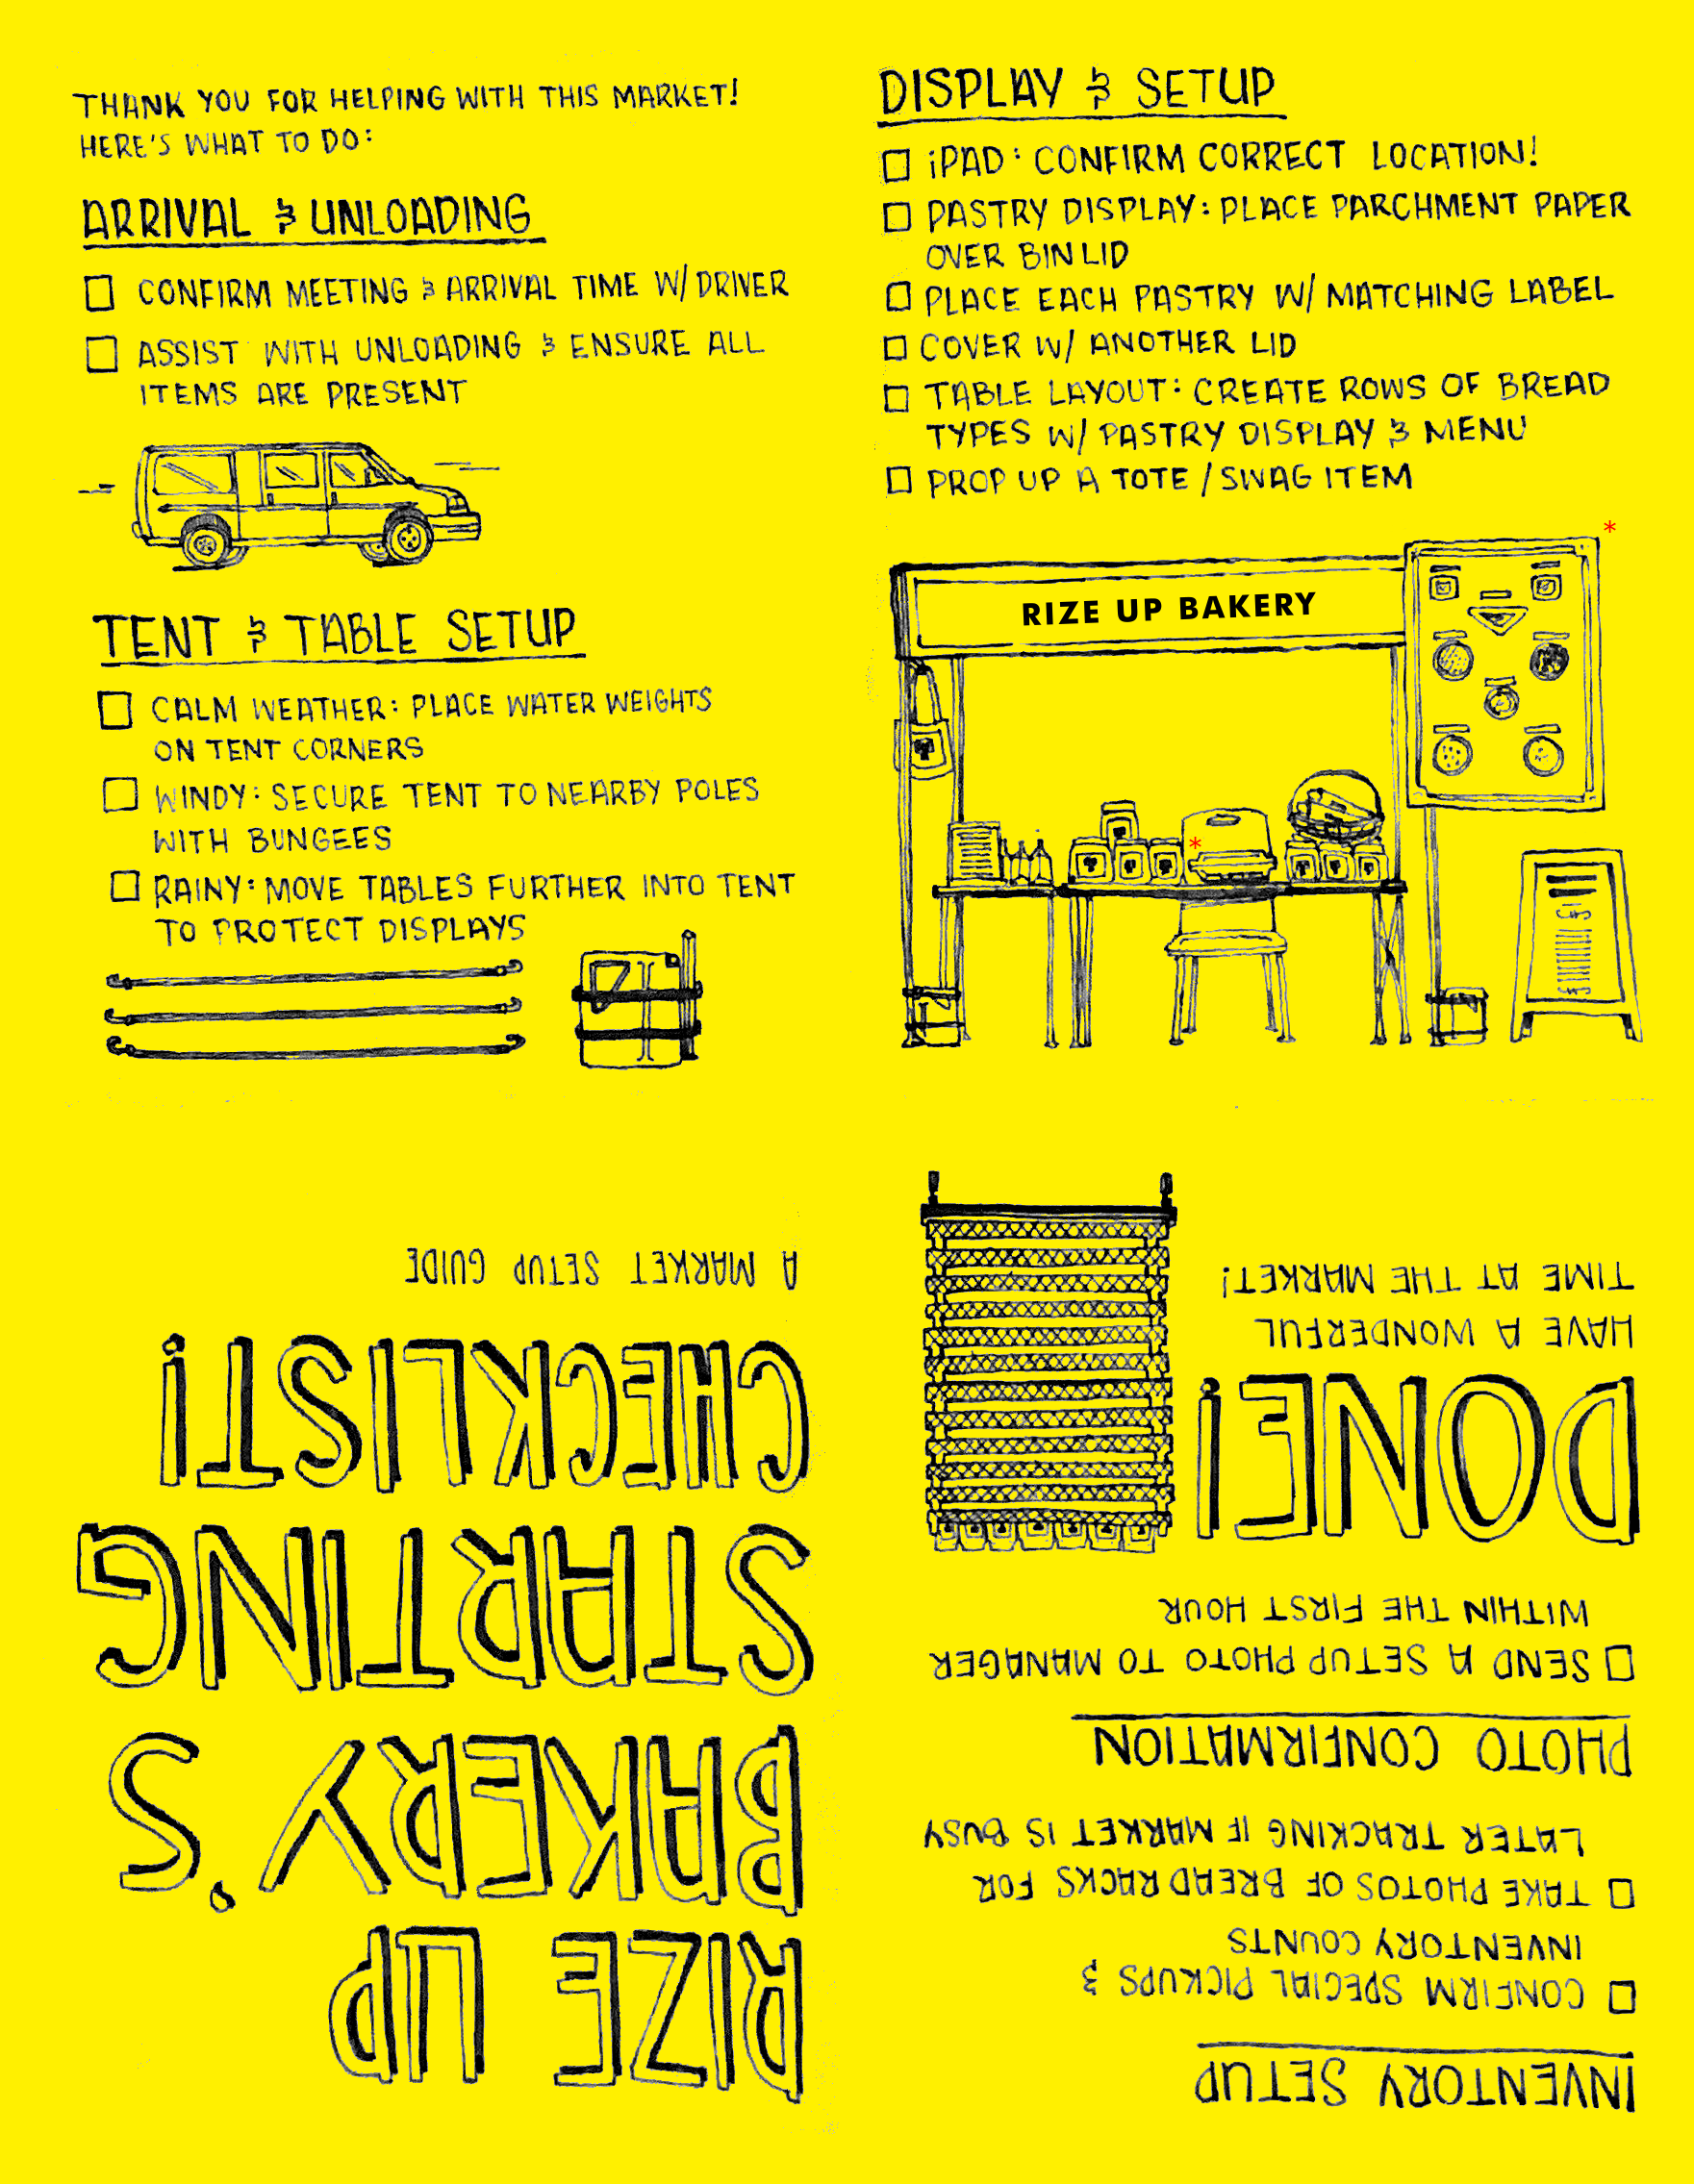 THANK YOU FOR HELPING WITH THIS MARKET!
HERE'S WHAT TO DO:
ARRIVAL & UNLOADING
CONFIRM MEETING & ARRIVAL TIME W/ DRIVER
ASSIST WITH UNLOADING & ENSURE ALL
ITEMS ARE PRESENT
TENT & TABLE SETUP
CALM WEATHER: PLACE WATER WEIGHTS
ON TENT CORNERS
WINDY: SECURE TENT TO NEARBY POLES
WITH BUNGEES
RAINY: MOVE TABLES FURTHER INTO TENT
TO PROTECT DISPLAYS
DISPLAY & SETUP
iPAD: CONFIRM CORRECT LOCATION!
PASTRY DISPLAY: PLACE PARCHMENT PAPER
OVER BIN LID
PLACE EACH PASTRY W/ MATCHING LABEL
COVER W/ ANOTHER LID
TABLE LAYOUT: CREATE ROWS OF BREAD
TYPES W/ PASTRY DISPLAY & MENU
PROP UP A TOTE / SWAG ITEM
*
RIZE UP BAKERY
*
INVENTORY SETUP
CONFIRM SPECIAL PICKUPS &
INVENTORY COUNTS
TAKE PHOTOS OF BREAD RACKS FOR
LATER TRACKING IF MARKET IS BUSY
PHOTO CONFIRMATION
SEND A SETUP PHOTO TO MANAGER
WITHIN THE FIRST HOUR
DONE!
HAVE A WONDERFUL
TIME AT THE MARKET!
RIZE UP
BAKERY'S
STARTING
CHECKLIST!
A MARKET SETUP GUIDE